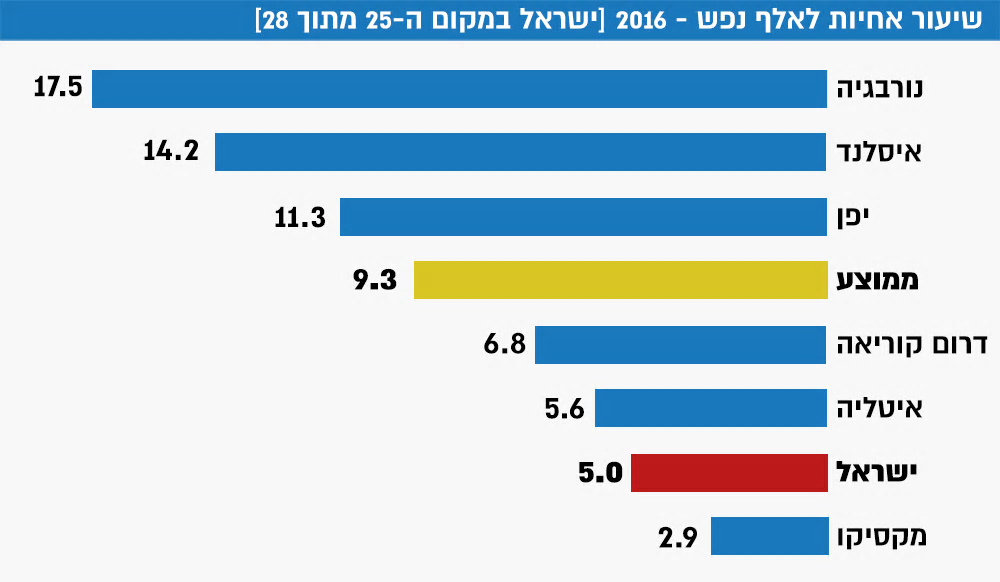 שיעור אחיות לאלף נפש - 2016 [ישראל במקום ה-25 מתוך 28]
נורבגיה 17.5
איסלנד 14.2
יפן 11.3
ממוצע 9.3
דרום קוריאה 6.8
איטליה 5.6
ישראל 5.0
מקסיקו 2.9